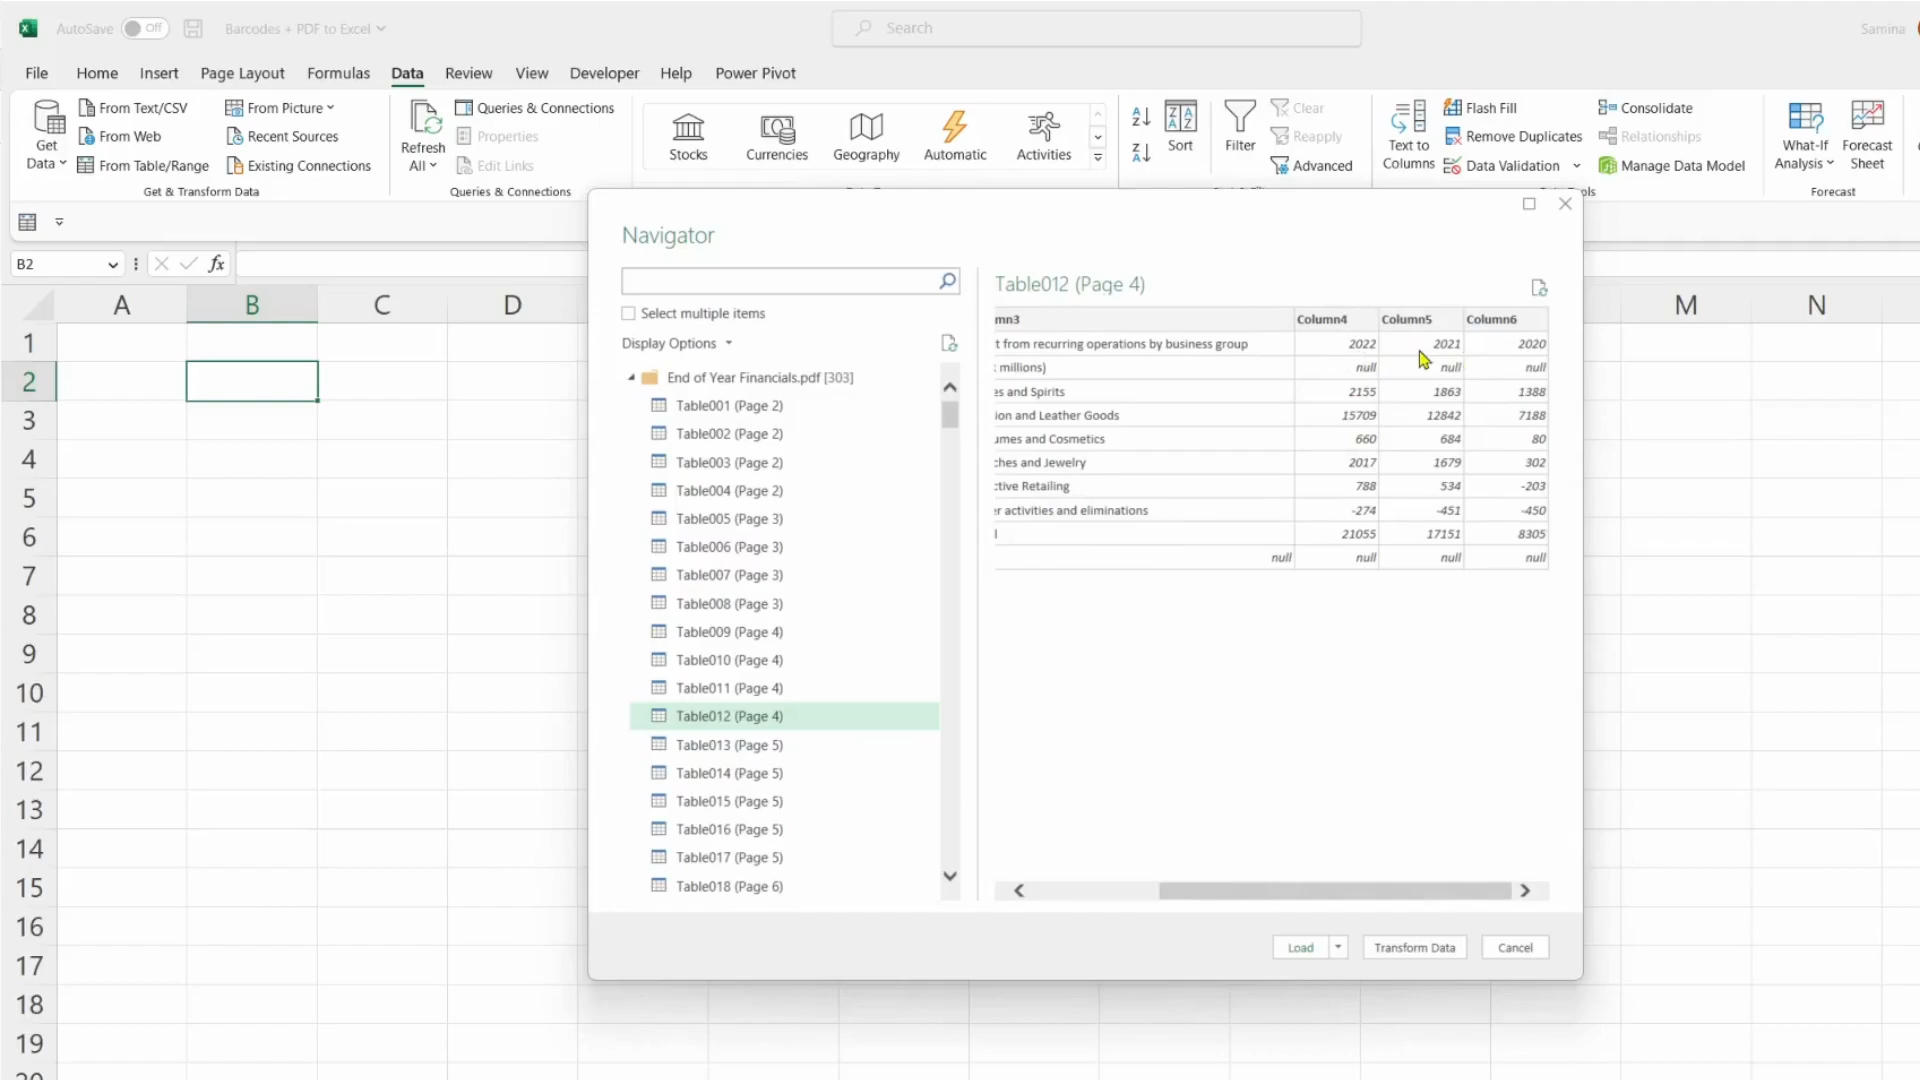 AutoSave Off Barcodes + PDF to Excel
Search
Samina
File Home Insert Page Layout Formulas Data Review View Developer Help Power Pivot
Get Data
From Text/CSV
From Web
From Table/Range
From Picture
Recent Sources
Existing Connections
Get & Transform Data
Refresh All
Queries & Connections
Properties
Edit Links
Queries & Connections
Stocks
Currencies
Geography
Automatic
Activities
Sort
Filter
Clear
Reapply
Advanced
Text to Columns
Flash Fill
Remove Duplicates
Data Validation
Consolidate
Relationships
Manage Data Model
What-If Analysis
Forecast Sheet
Forecast
B2
fx
A B C D M N
1
2
3
4
5
6
7
8
9
10
11
12
13
14
15
16
17
18
19
20
Navigator
Select multiple items
Display Options
End of Year Financials.pdf [303]
Table001 (Page 2)
Table002 (Page 2)
Table003 (Page 2)
Table004 (Page 2)
Table005 (Page 3)
Table006 (Page 3)
Table007 (Page 3)
Table008 (Page 3)
Table009 (Page 4)
Table010 (Page 4)
Table011 (Page 4)
Table012 (Page 4)
Table013 (Page 5)
Table014 (Page 5)
Table015 (Page 5)
Table016 (Page 5)
Table017 (Page 5)
Table018 (Page 6)
Table012 (Page 4)
mn3 Column4 Column5 Column6
t from recurring operations by business group 2022 2021 2020
millions) null null null
es and Spirits 2155 1863 1388
ion and Leather Goods 15709 12842 7188
umes and Cosmetics 660 684 80
ches and Jewelry 2017 1679 302
ctive Retailing 788 534 -203
er activities and eliminations -274 -451 -450
l 21055 17151 8305
null null null null
Load Transform Data Cancel